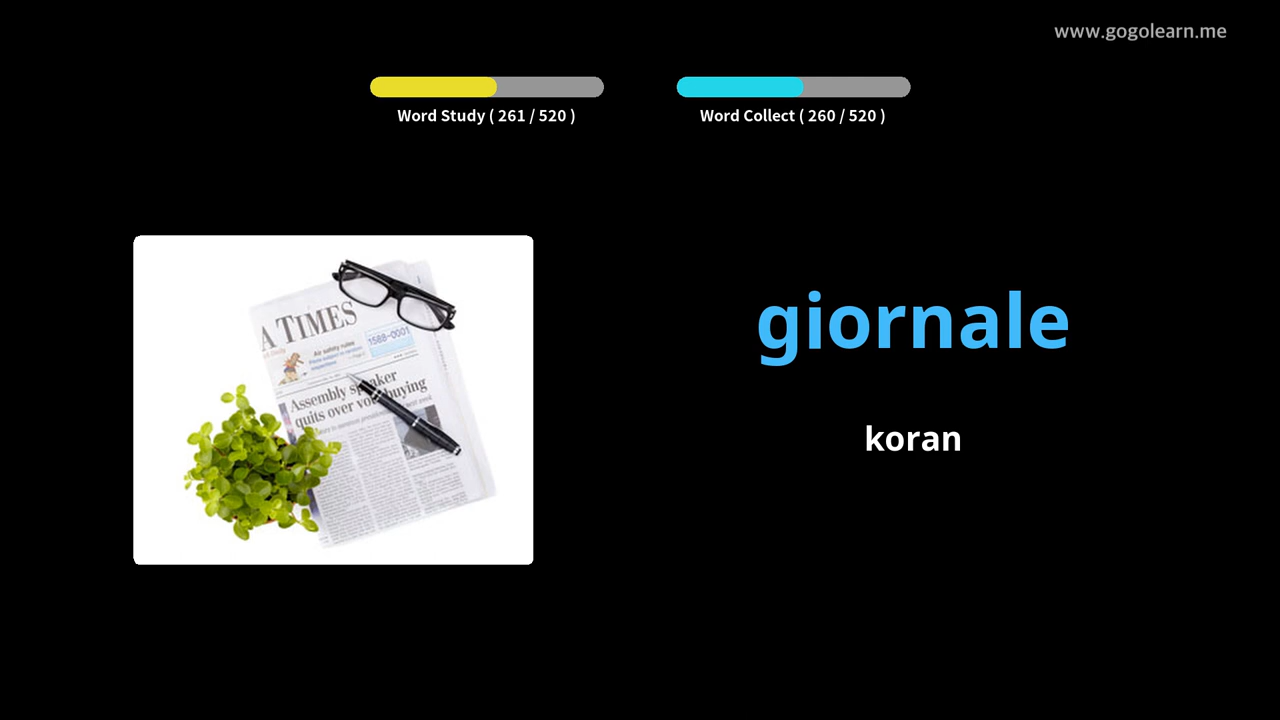 www.gogolearn.me
Word Study ( 261 / 520 )
Word Collect ( 260 / 520 )
A TIMES
1588-0001
Air safety rules
Assembly speaker
quits over vote buying
giornale
koran